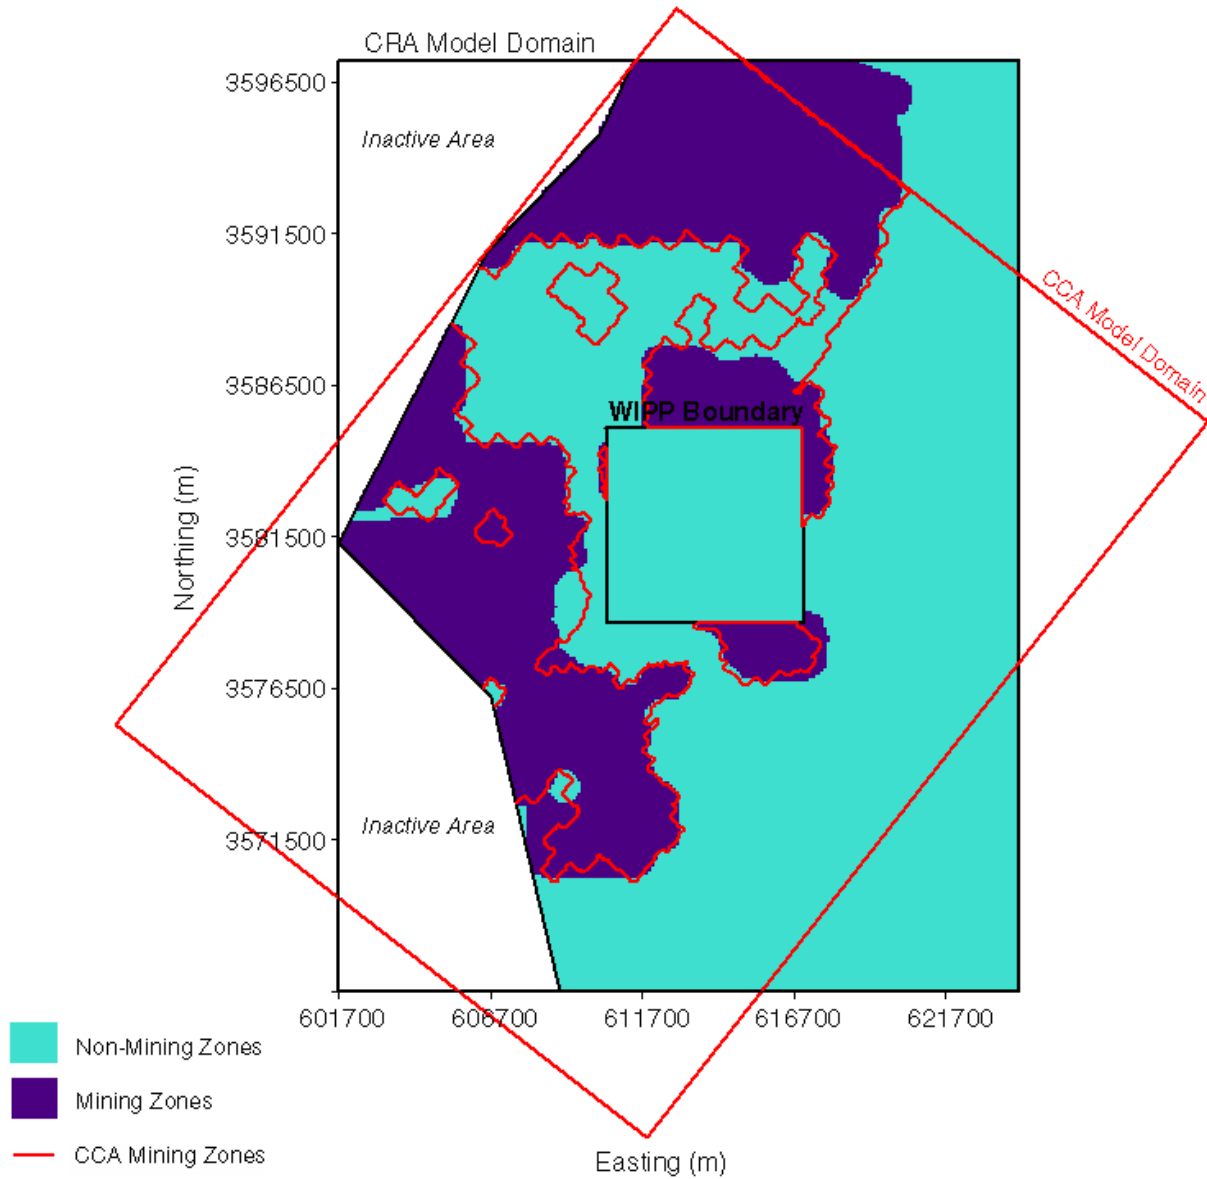 CRA Model Domain
3596500
Inactive Area
3591500
CCA Model Domain
3586500
WIPP Boundary
Northing (m)
3581500
3576500
3571500
Inactive Area
601700 606700 611700 616700 621700
Non-Mining Zones
Mining Zones
CCA Mining Zones
Easting (m)